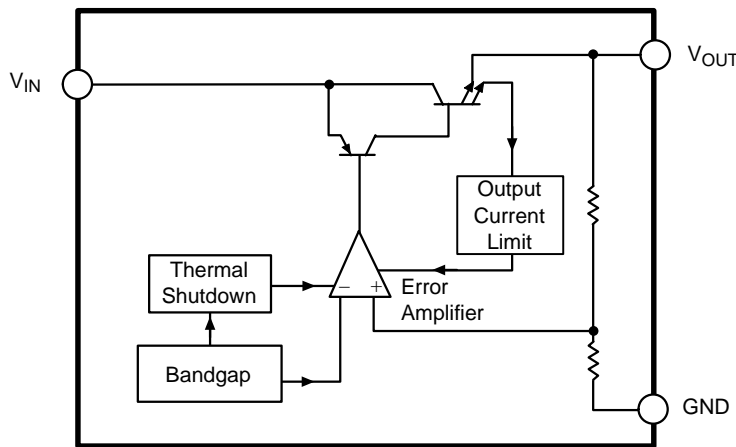 V_IN
V_OUT
Output
Current
Limit
Thermal
Shutdown
− +
Error
Amplifier
Bandgap
GND